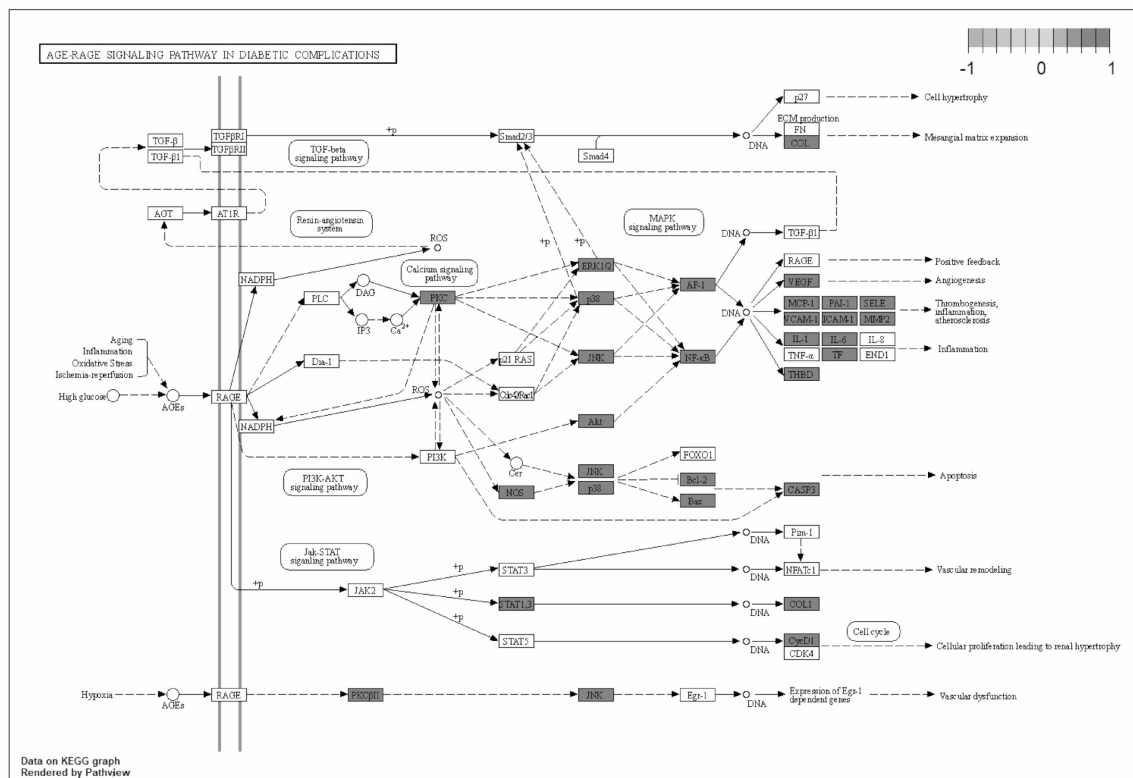 AGE-RAGE SIGNALING PATHWAY IN DIABETIC COMPLICATIONS
-1 0 1
p27
Cell hypertrophy
ECM production
FN
COL
Mesangial matrix expansion
DNA
TGF-β
TGF-β1
TGFβRI
TGFβRII
+p
TGF-beta
signaling pathway
Smad2/3
Smad4
AGT
AT1R
Renin-angiotensin
system
MAPK
signaling pathway
DNA
TGF-β1
ROS
+p
+p
NADPH
Calcium signaling
pathway
ERK1/2
RAGE
Positive feedback
VEGF
Angiogenesis
DAG
PLC
PKC
p38
AP-1
IP3
Ca2+
DNA
MCP-1 PAI-1 SELE
VCAM-1 ICAM-1 MMP2
Thrombogenesis,
inflammation,
atherosclerosis
IL-1 IL-6 IL-8
TNF-α TF END1
Inflammation
THBD
Aging
Inflammation
Oxidative Stress
Ischemia-reperfusion
Dia-1
p21 RAS
JNK
NF-κB
High glucose
AGEs
RAGE
ROS
Cdc42/Rac1
NADPH
Akt
PI3K
Cer
FOXO1
PI3K-AKT
signaling pathway
JNK
p38
NOS
Bcl-2
Bax
CASP3
Apoptosis
Jak-STAT
siganling pathway
DNA
Pim-1
+p
JAK2
+p
STAT3
DNA
NFATc1
Vascular remodeling
+p
STAT1,3
DNA
COL1
+p
STAT5
DNA
CycD1
CDK4
Cell cycle
Cellular proliferation leading to renal hypertrophy
Hypoxia
AGEs
RAGE
PKCβII
JNK
Egr-1
DNA
Expression of Egr-1
dependent genes
Vascular dysfunction
Data on KEGG graph
Rendered by Pathview